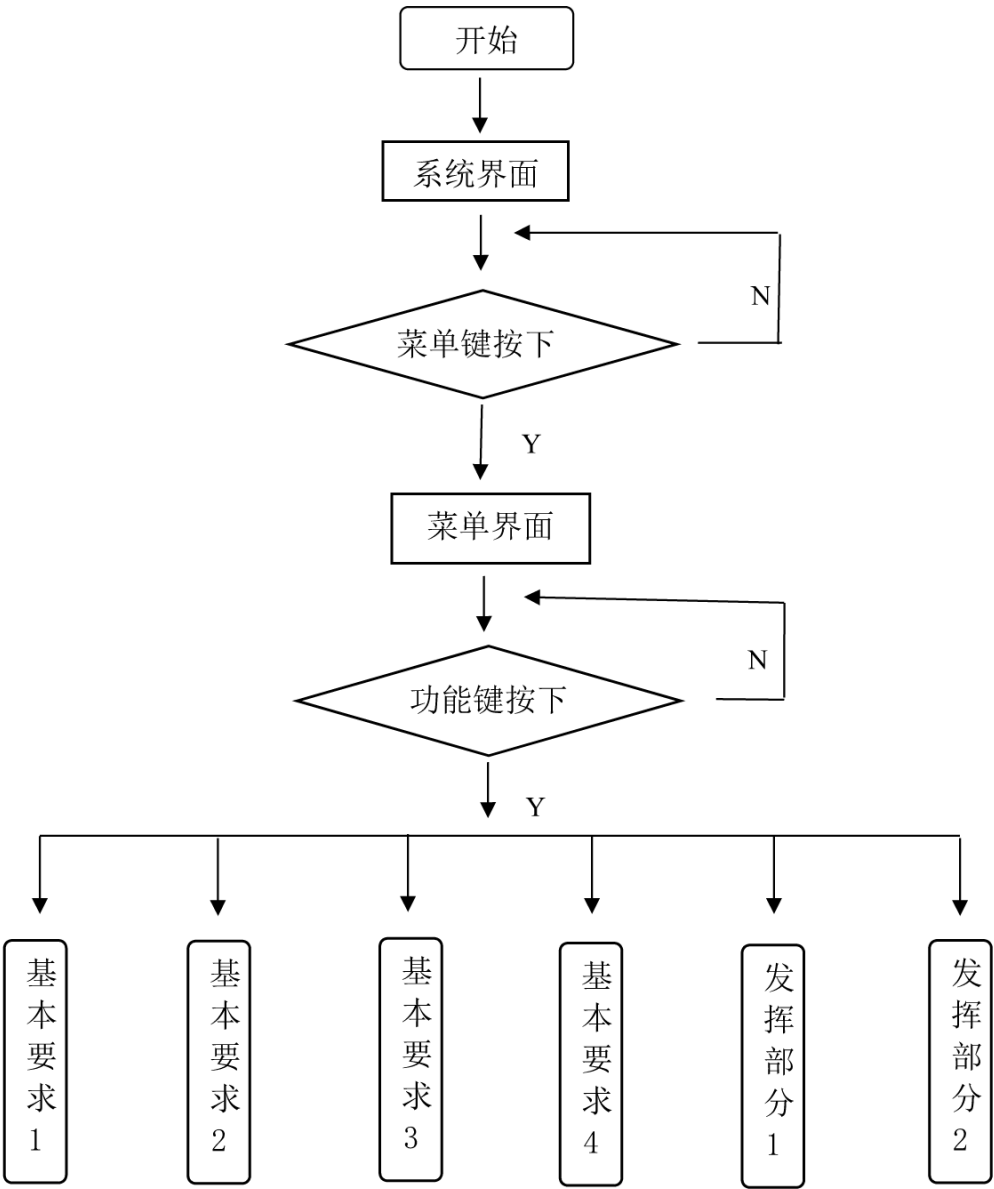 开始
系统界面
N
菜单键按下
Y
菜单界面
N
功能键按下
Y
基本要求1
基本要求2
基本要求3
基本要求4
发挥部分1
发挥部分2